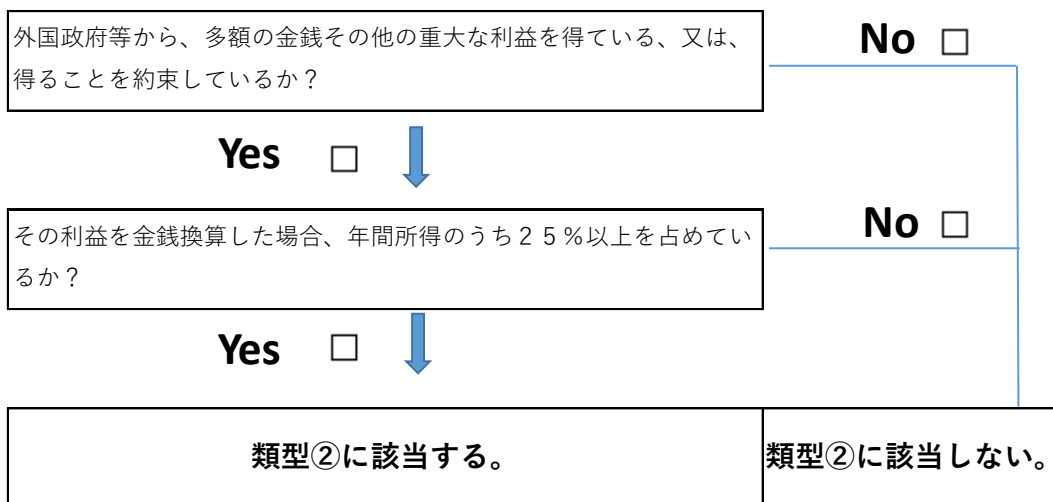 外国政府等から、多額の金銭その他の重大な利益を得ている、又は、
得ることを約束しているか？
No □
Yes □
その利益を金銭換算した場合、年間所得のうち２５％以上を占めてい
るか？
No □
Yes □
類型②に該当する。
類型②に該当しない。